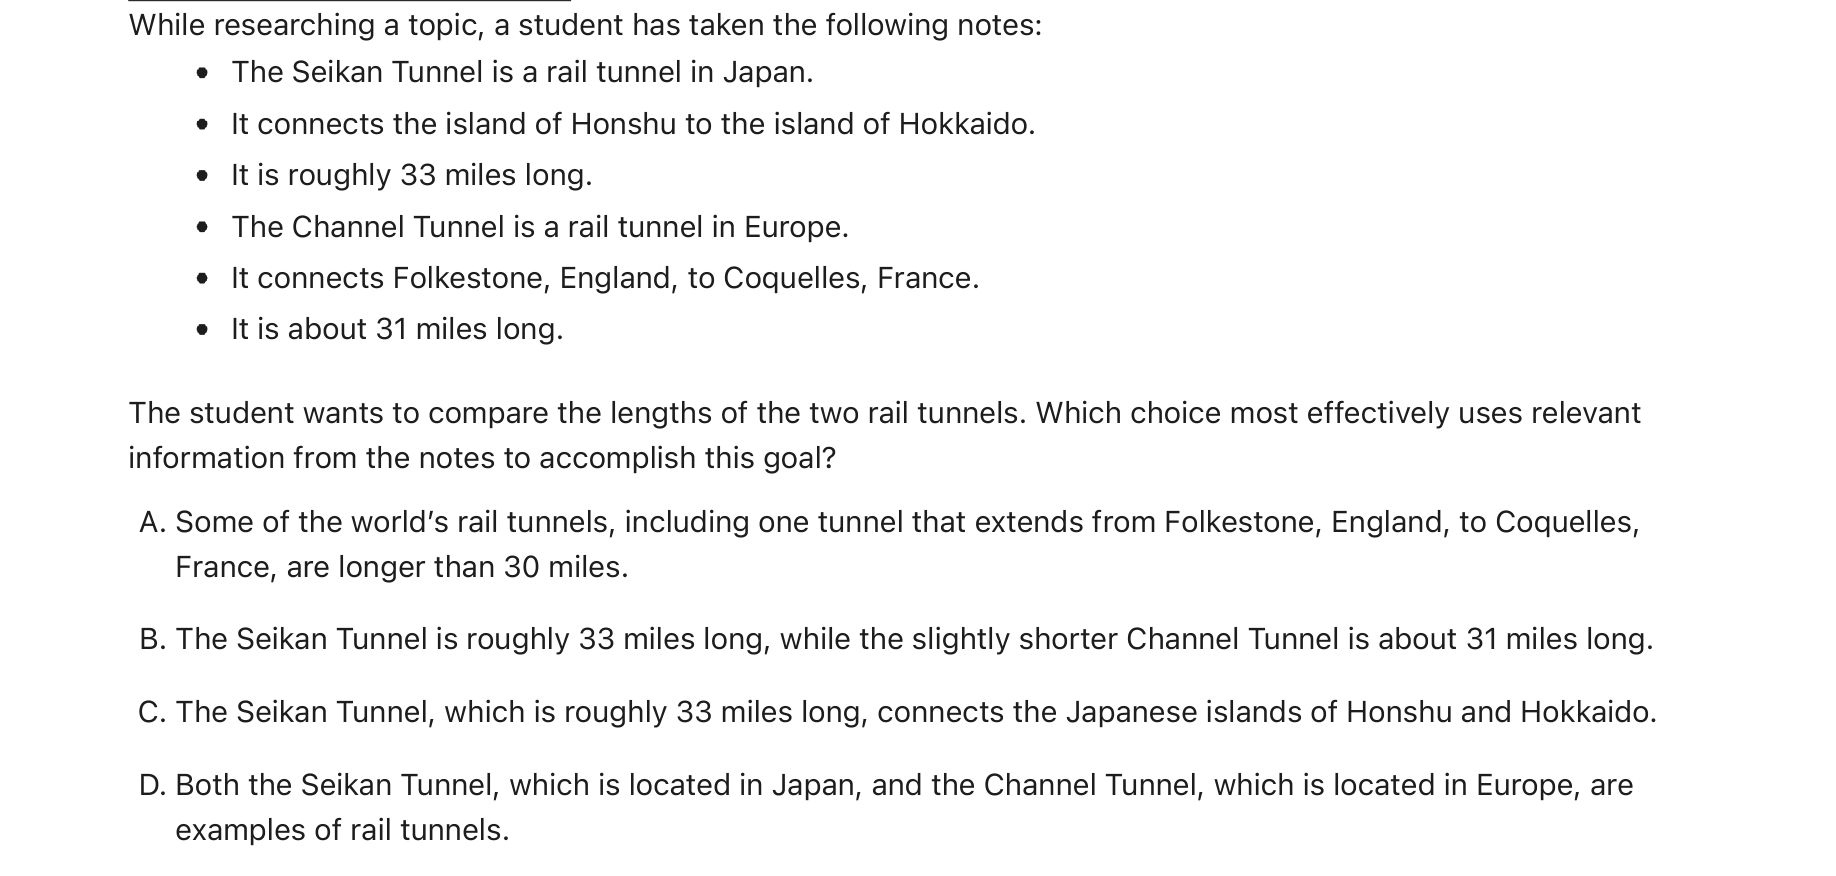 While researching a topic, a student has taken the following notes:
• The Seikan Tunnel is a rail tunnel in Japan.
• It connects the island of Honshu to the island of Hokkaido.
• It is roughly 33 miles long.
• The Channel Tunnel is a rail tunnel in Europe.
• It connects Folkestone, England, to Coquelles, France.
• It is about 31 miles long.
The student wants to compare the lengths of the two rail tunnels. Which choice most effectively uses relevant
information from the notes to accomplish this goal?
A. Some of the world’s rail tunnels, including one tunnel that extends from Folkestone, England, to Coquelles,
France, are longer than 30 miles.
B. The Seikan Tunnel is roughly 33 miles long, while the slightly shorter Channel Tunnel is about 31 miles long.
C. The Seikan Tunnel, which is roughly 33 miles long, connects the Japanese islands of Honshu and Hokkaido.
D. Both the Seikan Tunnel, which is located in Japan, and the Channel Tunnel, which is located in Europe, are
examples of rail tunnels.